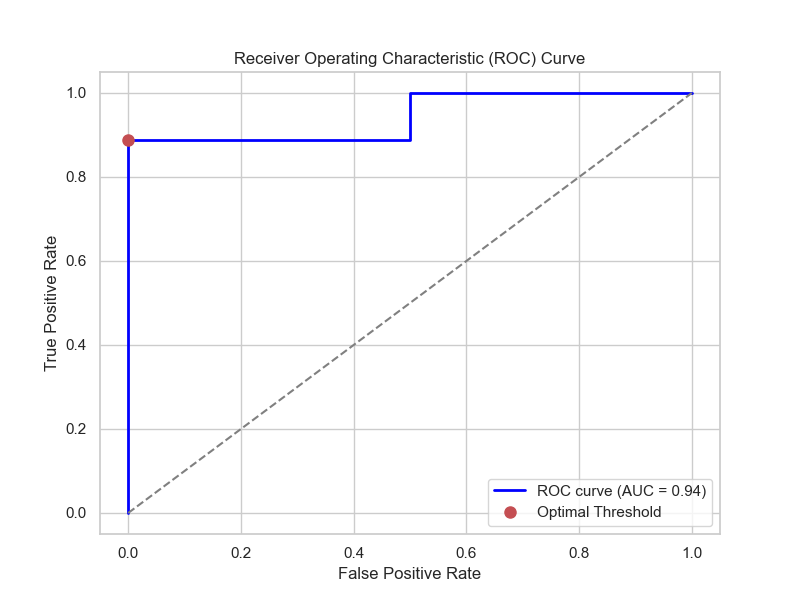 Receiver Operating Characteristic (ROC) Curve
True Positive Rate
1.0
0.8
0.6
0.4
0.2
0.0
ROC curve (AUC = 0.94)
Optimal Threshold
0.0 0.2 0.4 0.6 0.8 1.0
False Positive Rate